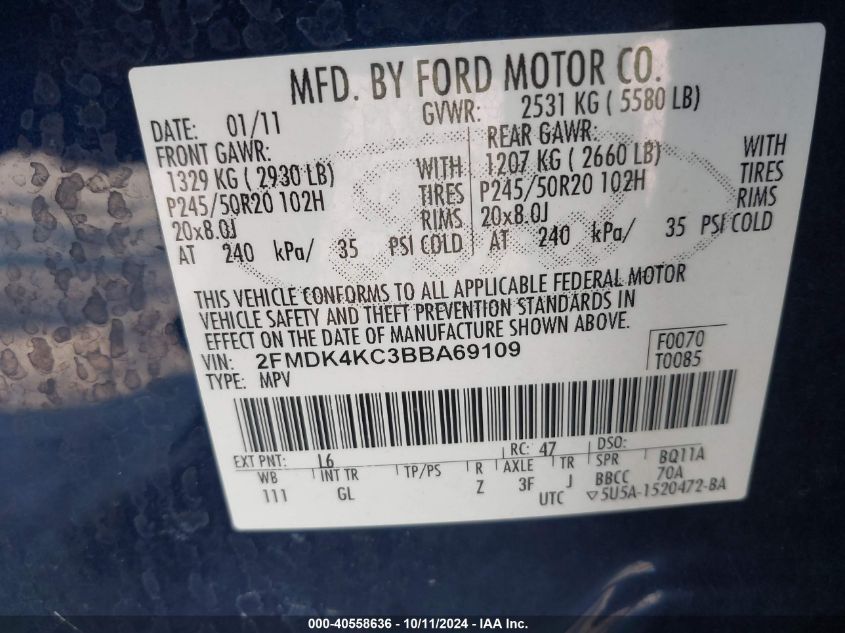 MFD. BY FORD MOTOR CO.
DATE: 01/11 GVWR: 2531 KG ( 5580 LB)
FRONT GAWR: REAR GAWR:
1329 KG ( 2930 LB) WITH 1207 KG ( 2660 LB) WITH
P245/50R20 102H TIRES P245/50R20 102H TIRES
20x8.0J RIMS 20x8.0J RIMS
AT 240 kPa/ 35 PSI COLD AT 240 kPa/ 35 PSI COLD
THIS VEHICLE CONFORMS TO ALL APPLICABLE FEDERAL MOTOR
VEHICLE SAFETY AND THEFT PREVENTION STANDARDS IN
EFFECT ON THE DATE OF MANUFACTURE SHOWN ABOVE.
VIN: 2FMDK4KC3BBA69109 F0070
TYPE: MPV T0085
EXT PNT: L6 RC: 47 DSO:
WB INT TR TP/PS R AXLE TR SPR BQ11A
111 GL Z 3F J BBCC 70A
UTC ▽5U5A-1520472-BA
000-40558636 - 10/11/2024 - IAA Inc.